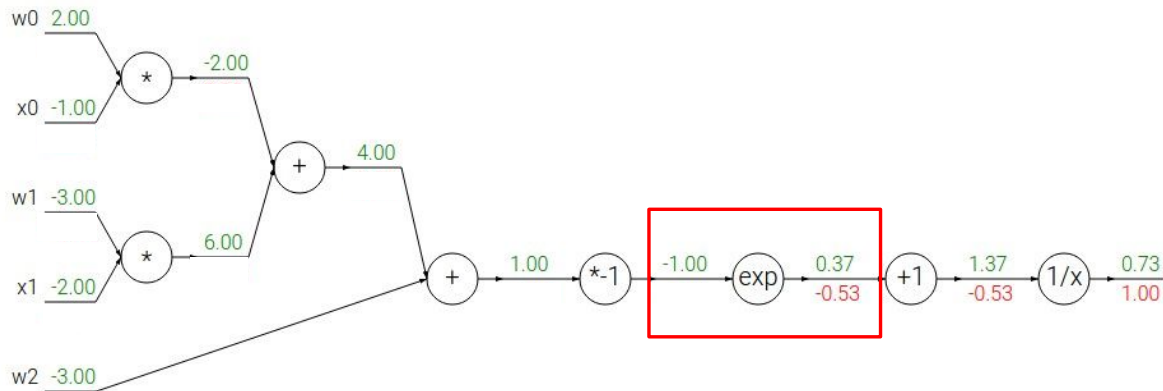 w0 2.00
* -2.00
x0 -1.00
+ 4.00
w1 -3.00
* 6.00
x1 -2.00
+ 1.00 *-1 -1.00 exp 0.37 +1 1.37 1/x 0.73
-0.53 -0.53 1.00
w2 -3.00